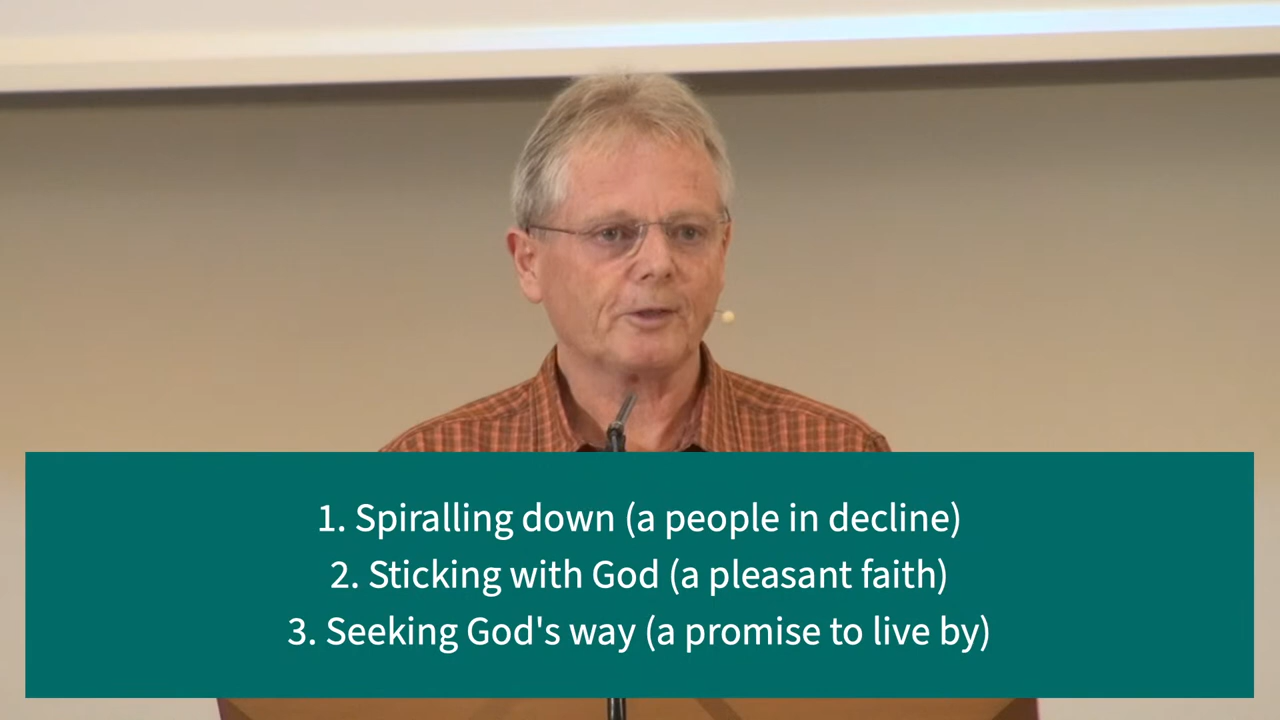 1. Spiralling down (a people in decline)
2. Sticking with God (a pleasant faith)
3. Seeking God's way (a promise to live by)